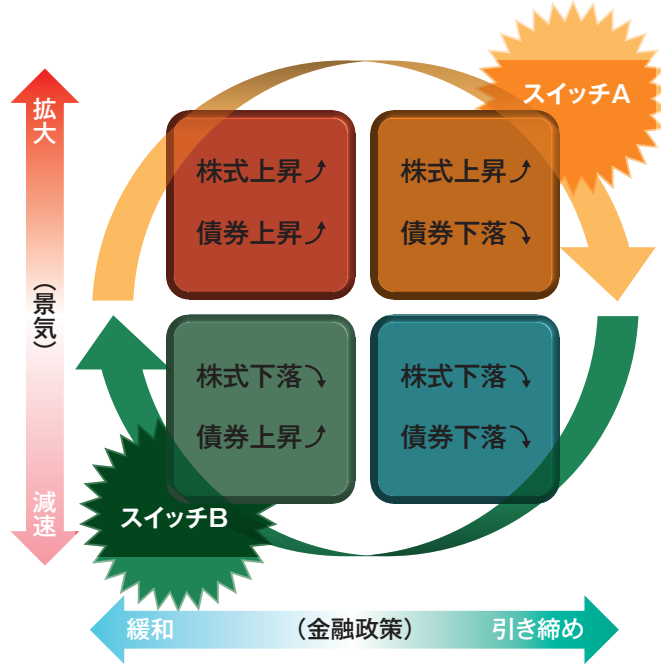 スイッチA
拡大
株式上昇
債券上昇
株式上昇
債券下落
（景気）
株式下落
債券上昇
株式下落
債券下落
減速
スイッチB
緩和
（金融政策）
引き締め